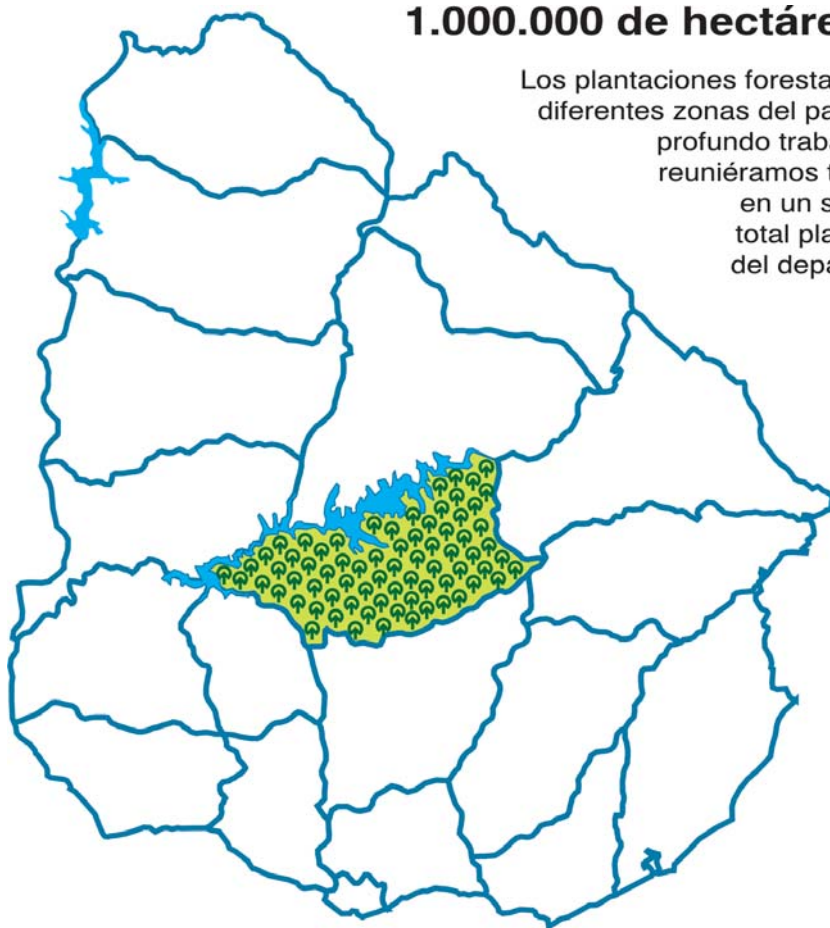 1.000.000 de hectáre
Los plantaciones foresta
diferentes zonas del pa
profundo traba
reuniéramos t
en un s
total pla
del depa